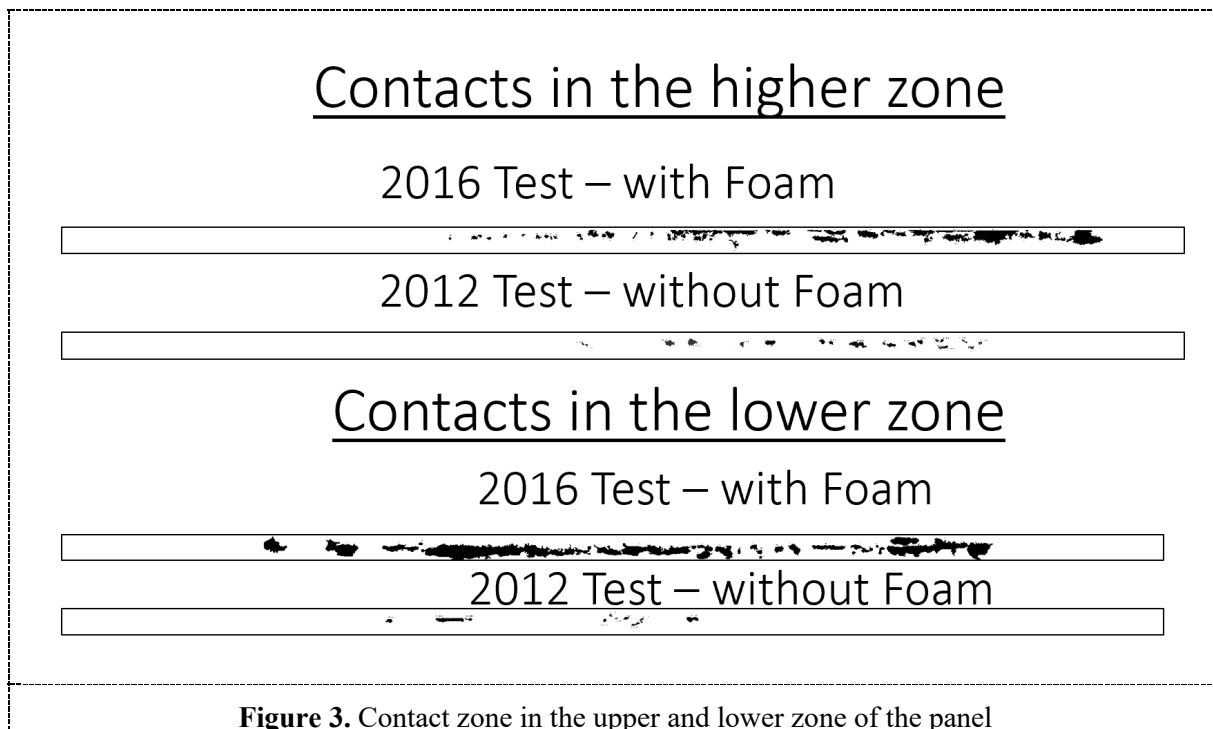 Contacts in the higher zone
2016 Test – with Foam
2012 Test – without Foam
Contacts in the lower zone
2016 Test – with Foam
2012 Test – without Foam
Figure 3. Contact zone in the upper and lower zone of the panel